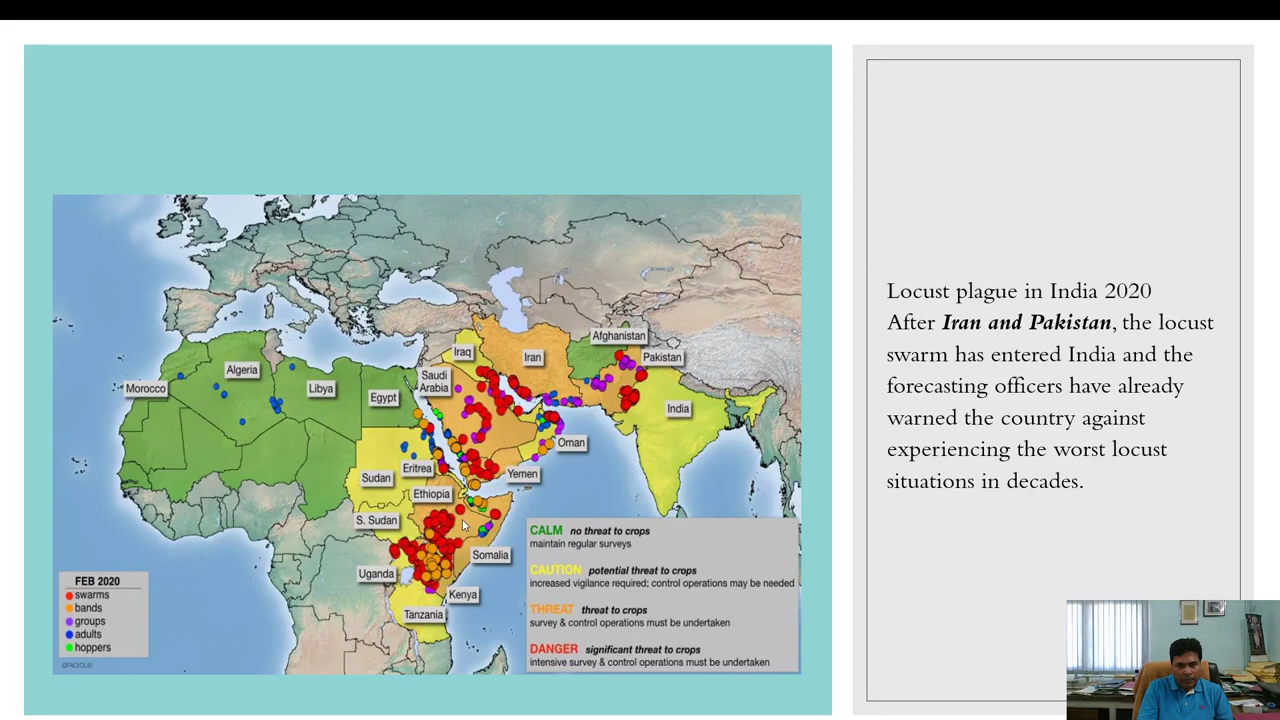 Locust plague in India 2020
After Iran and Pakistan, the locust
swarm has entered India and the
forecasting officers have already
warned the country against
experiencing the worst locust
situations in decades.
Morocco
Algeria
Libya
Egypt
Iraq
Saudi
Arabia
Iran
Afghanistan
Pakistan
India
Oman
Yemen
Eritrea
Sudan
Ethiopia
S. Sudan
Somalia
Uganda
Kenya
Tanzania
FEB 2020
swarms
bands
groups
adults
hoppers
©FAO/DLIS
CALM no threat to crops
maintain regular surveys
CAUTION potential threat to crops
increased vigilance required; control operations may be needed
THREAT threat to crops
survey & control operations must be undertaken
DANGER significant threat to crops
intensive survey & control operations must be undertaken